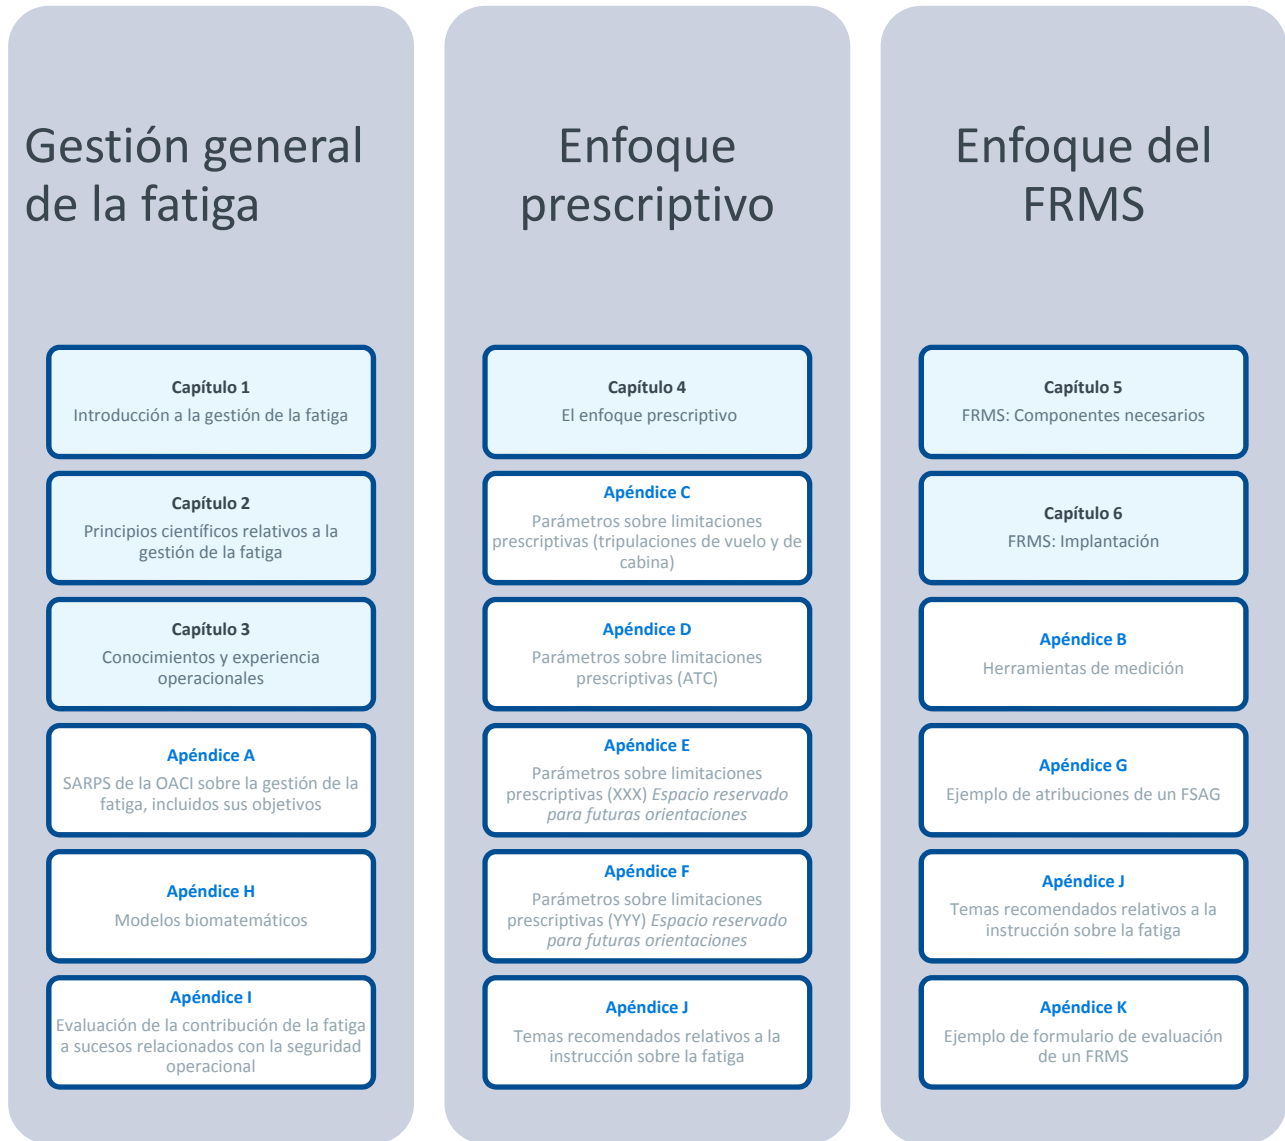 Gestión general
de la fatiga
Capítulo 1
Introducción a la gestión de la fatiga
Capítulo 2
Principios científicos relativos a la
gestión de la fatiga
Capítulo 3
Conocimientos y experiencia
operacionales
Apéndice A
SARPS de la OACI sobre la gestión de la
fatiga, incluidos sus objetivos
Apéndice H
Modelos biomatemáticos
Apéndice I
Evaluación de la contribución de la fatiga
a sucesos relacionados con la seguridad
operacional
Enfoque
prescriptivo
Capítulo 4
El enfoque prescriptivo
Apéndice C
Parámetros sobre limitaciones
prescriptivas (tripulaciones de vuelo y de
cabina)
Apéndice D
Parámetros sobre limitaciones
prescriptivas (ATC)
Apéndice E
Parámetros sobre limitaciones
prescriptivas (XXX) Espacio reservado
para futuras orientaciones
Apéndice F
Parámetros sobre limitaciones
prescriptivas (YYY) Espacio reservado
para futuras orientaciones
Apéndice J
Temas recomendados relativos a la
instrucción sobre la fatiga
Enfoque del
FRMS
Capítulo 5
FRMS: Componentes necesarios
Capítulo 6
FRMS: Implantación
Apéndice B
Herramientas de medición
Apéndice G
Ejemplo de atribuciones de un FSAG
Apéndice J
Temas recomendados relativos a la
instrucción sobre la fatiga
Apéndice K
Ejemplo de formulario de evaluación
de un FRMS